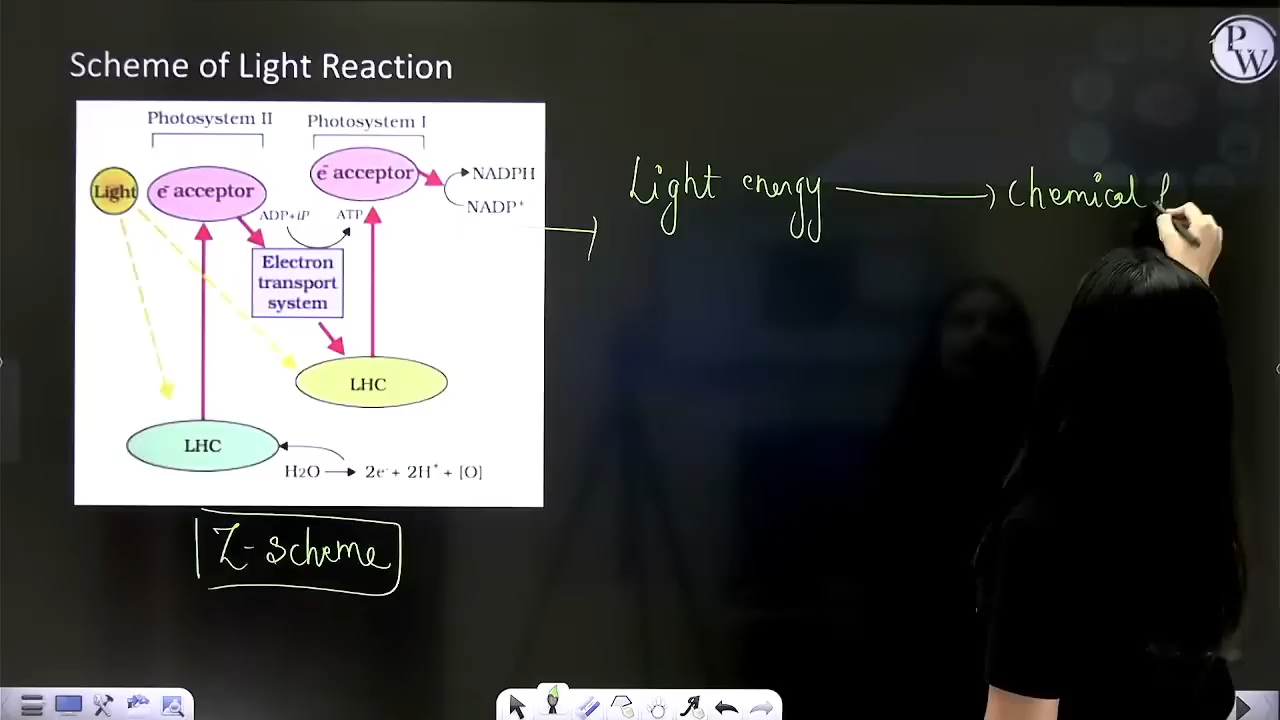 Scheme of Light Reaction
PW
Photosystem II
Photosystem I
Light
e⁻ acceptor
e⁻ acceptor
NADPH
NADP⁺
ADP+iP
ATP
Electron
transport
system
LHC
LHC
H2O → 2e⁻ + 2H⁺ + [O]
Z-scheme
Light energy → chemical